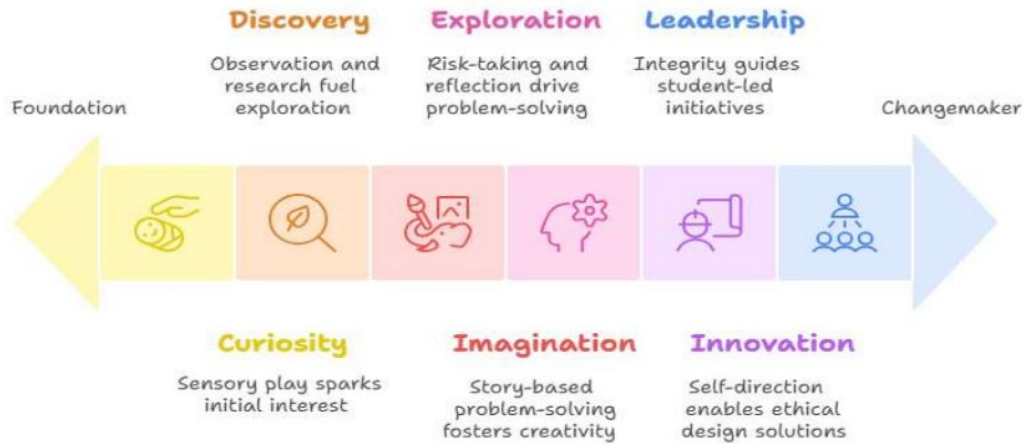 Discovery
Observation and
research fuel
exploration
Exploration
Risk-taking and
reflection drive
problem-solving
Leadership
Integrity guides
student-led
initiatives
Foundation
Changemaker
Curiosity
Sensory play sparks
initial interest
Imagination
Story-based
problem-solving
fosters creativity
Innovation
Self-direction
enables ethical
design solutions